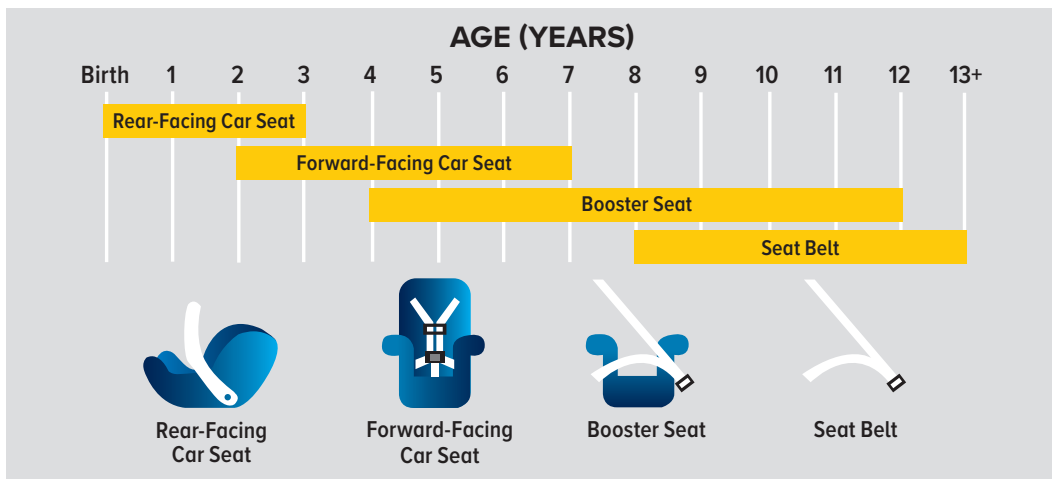 AGE (YEARS)
Birth 1 2 3 4 5 6 7 8 9 10 11 12 13+
Rear-Facing Car Seat
Forward-Facing Car Seat
Booster Seat
Seat Belt
Rear-Facing
Car Seat
Forward-Facing
Car Seat
Booster Seat
Seat Belt